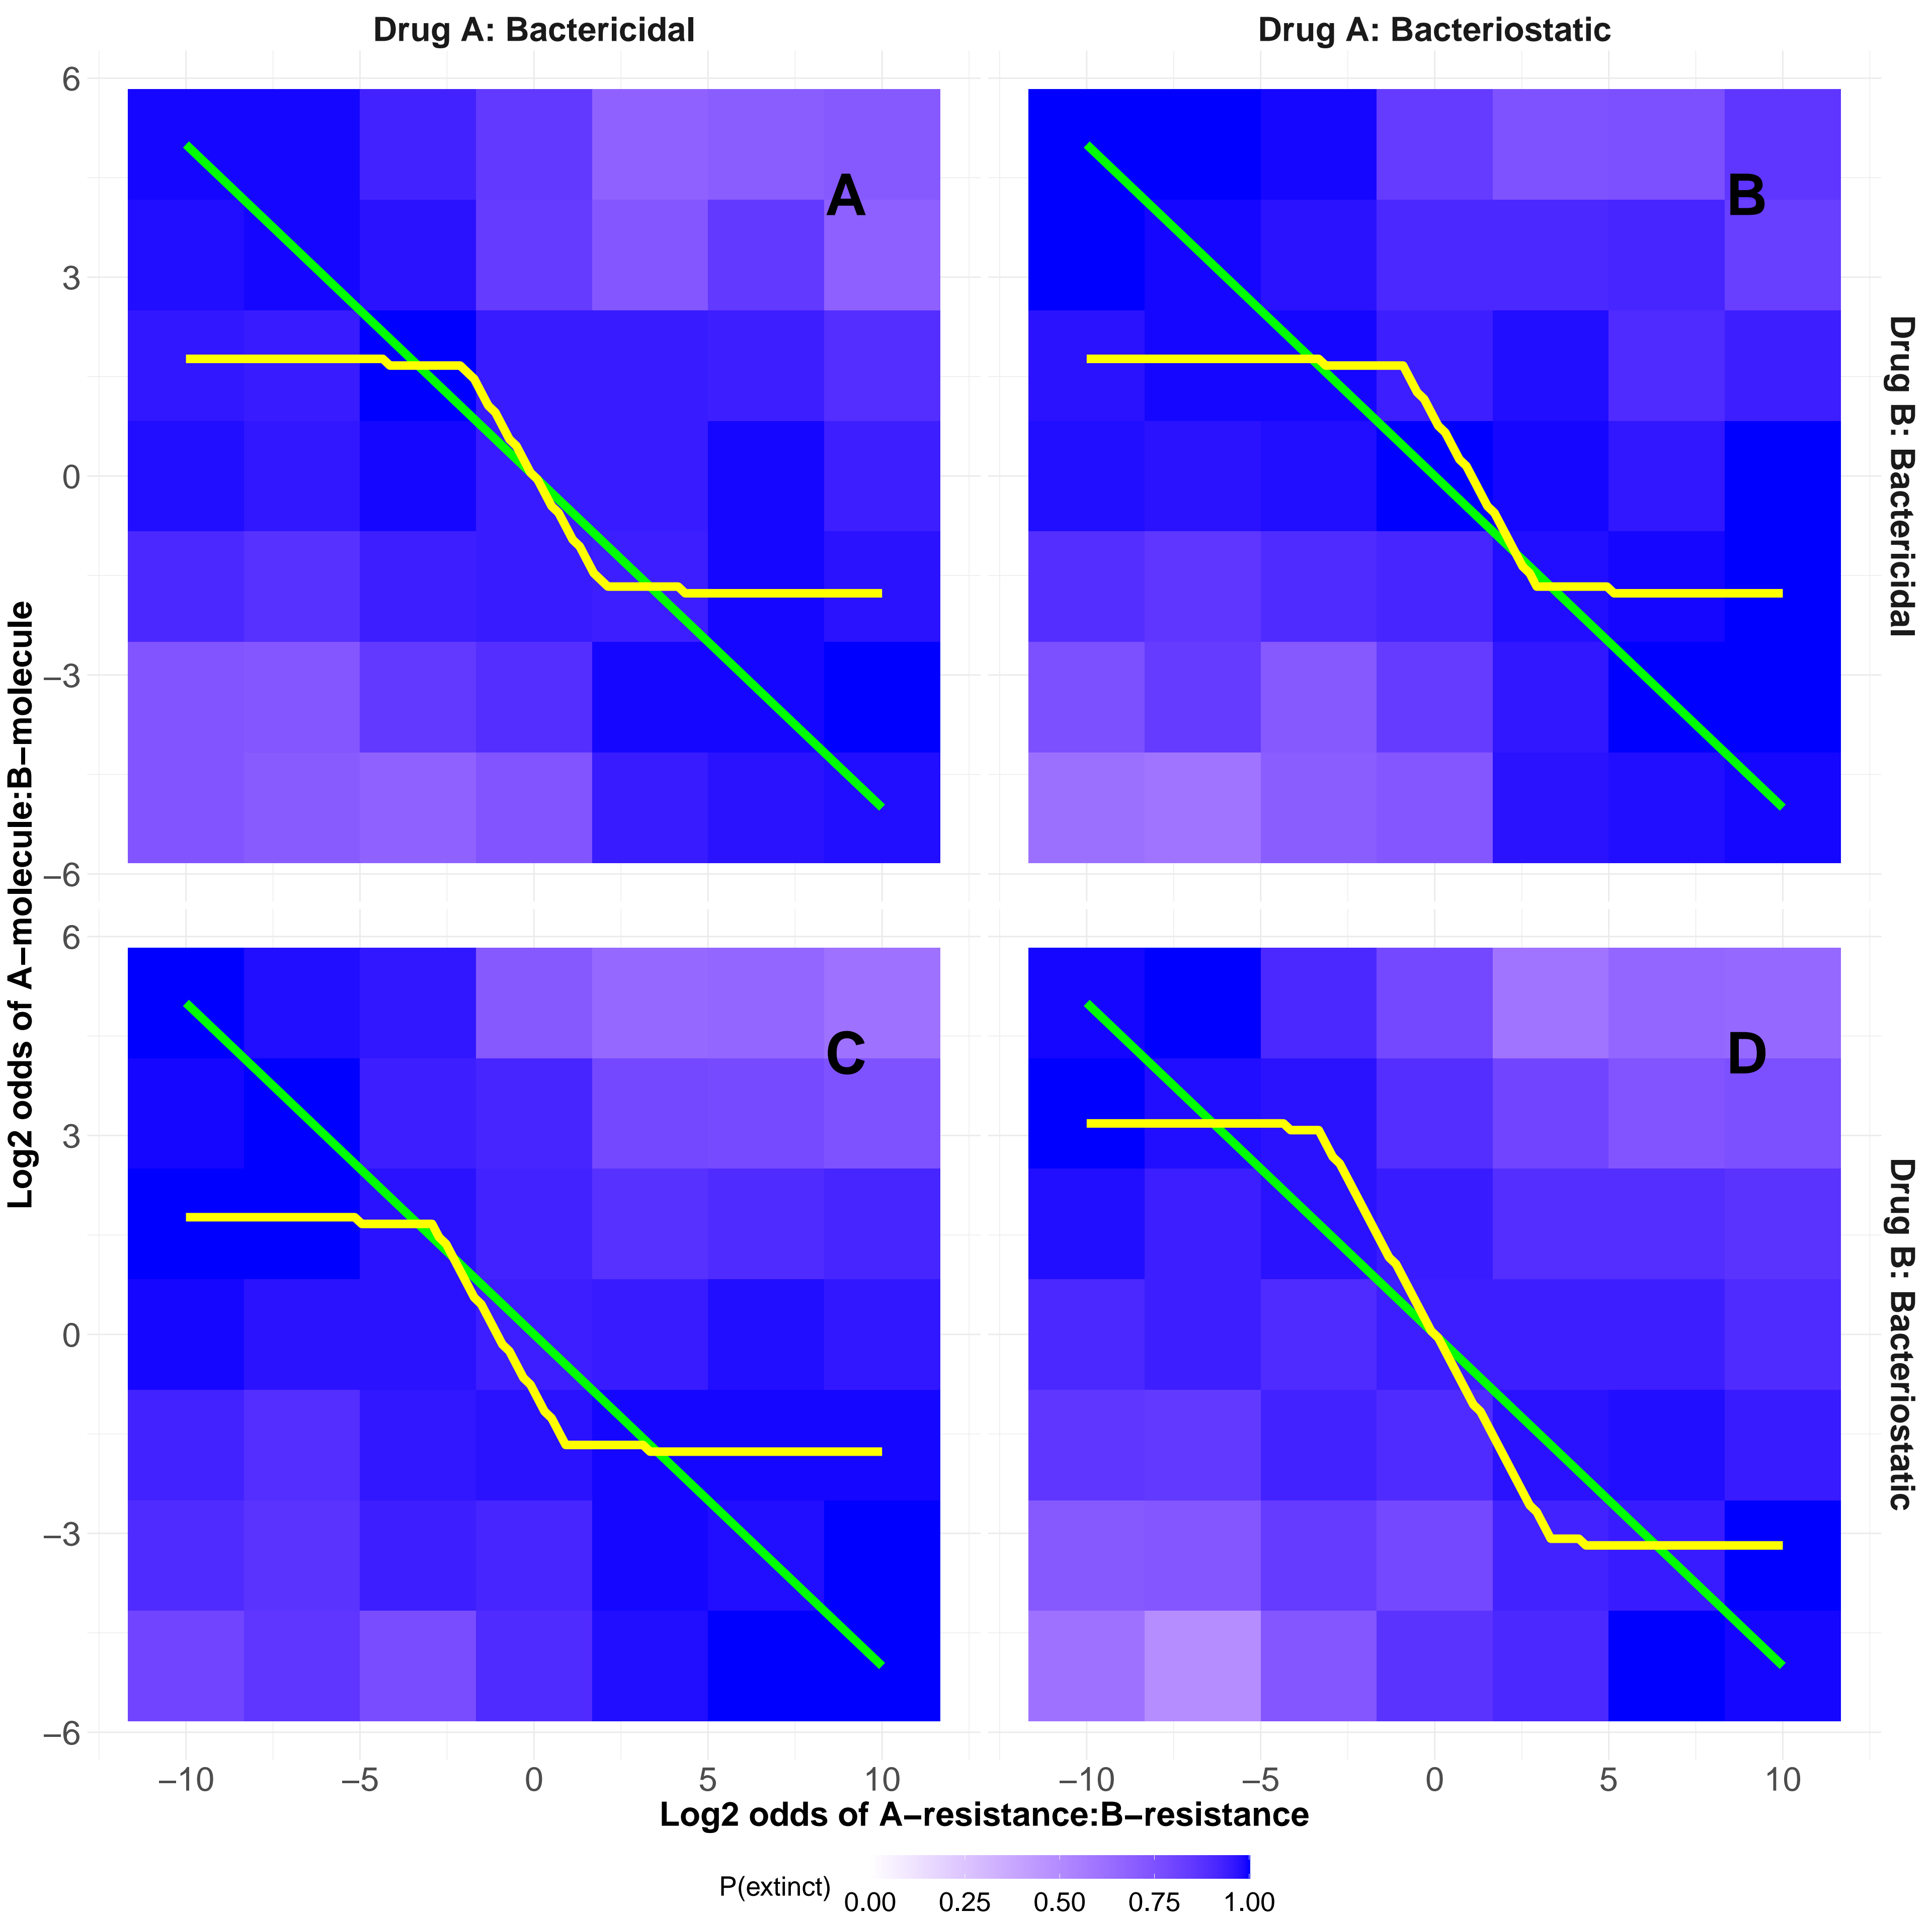 Drug A: Bactericidal
Drug A: Bacteriostatic
6
3
0
−3
−6
A
B
Drug B: Bactericidal
Log2 odds of A−molecule:B−molecule
6
3
0
−3
−6
C
D
Drug B: Bacteriostatic
−10
−5
0
5
10
−10
−5
0
5
10
Log2 odds of A−resistance:B−resistance
P(extinct)
0.00
0.25
0.50
0.75
1.00